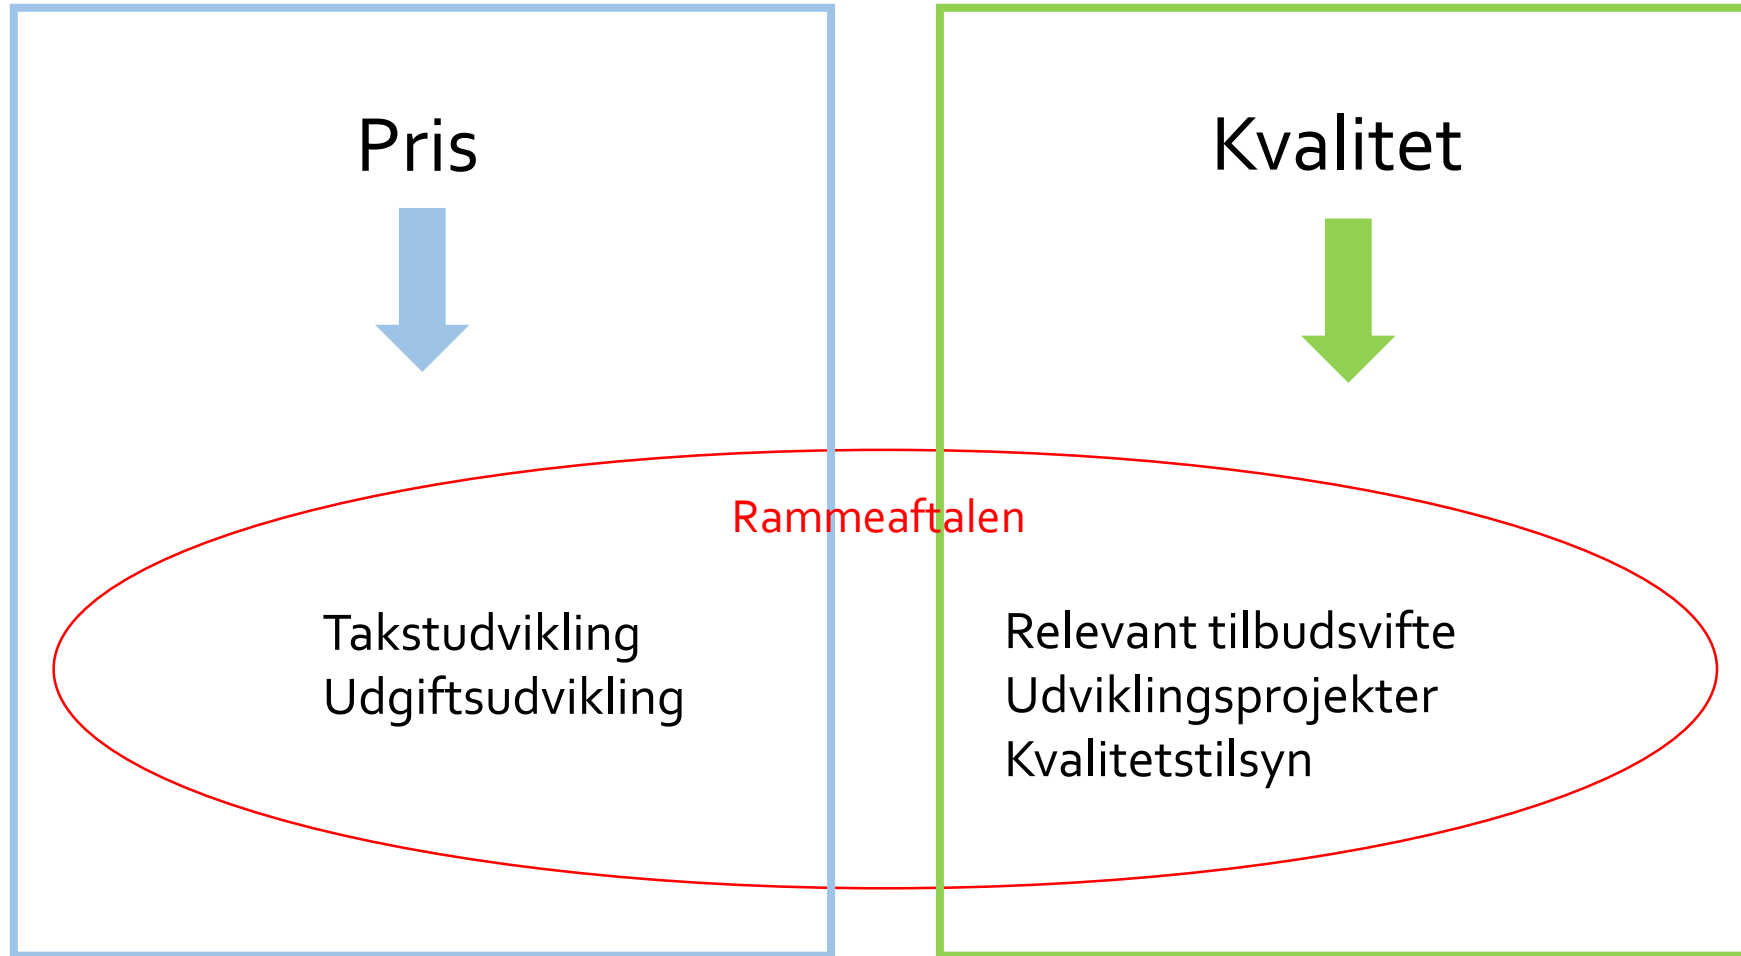 Pris
Kvalitet
Rammeaftalen
Takstudvikling
Udgiftsudvikling
Relevant tilbudsvifte
Udviklingsprojekter
Kvalitetstilsyn